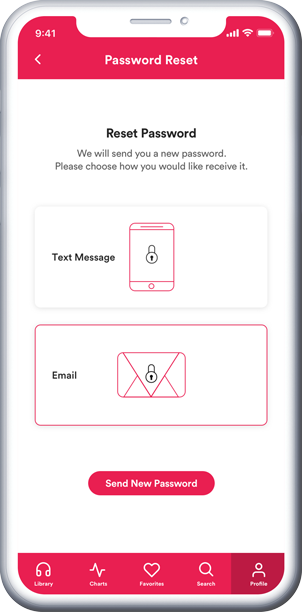 9:41
Password Reset
Reset Password
We will send you a new password.
Please choose how you would like receive it.
Text Message
Email
Send New Password
Library
Charts
Favorites
Search
Profile